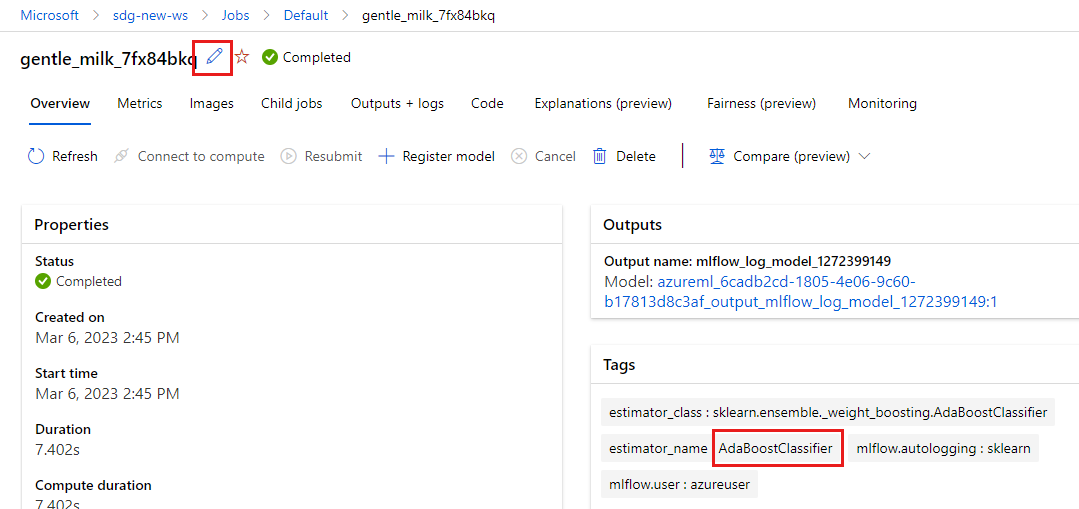 Microsoft > sdg-new-ws > Jobs > Default > gentle_milk_7fx84bkq
gentle_milk_7fx84bkq Completed
Overview Metrics Images Child jobs Outputs + logs Code Explanations (preview) Fairness (preview) Monitoring
Refresh Connect to compute Resubmit Register model Cancel Delete Compare (preview)
Properties
Status
Completed
Created on
Mar 6, 2023 2:45 PM
Start time
Mar 6, 2023 2:45 PM
Duration
7.402s
Compute duration
7.402s
Outputs
Output name: mlflow_log_model_1272399149
Model: azureml_6cadb2cd-1805-4e06-9c60-
b17813d8c3af_output_mlflow_log_model_1272399149:1
Tags
estimator_class : sklearn.ensemble._weight_boosting.AdaBoostClassifier
estimator_name AdaBoostClassifier mlflow.autologging : sklearn
mlflow.user : azureuser